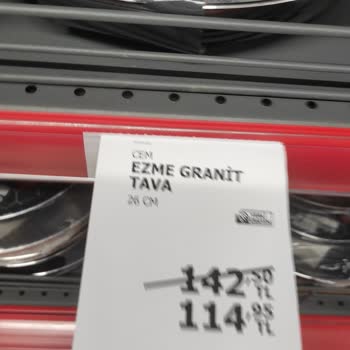 CEM
EZME GRANİT
TAVA
26 CM
142,50 TL
114,95 TL